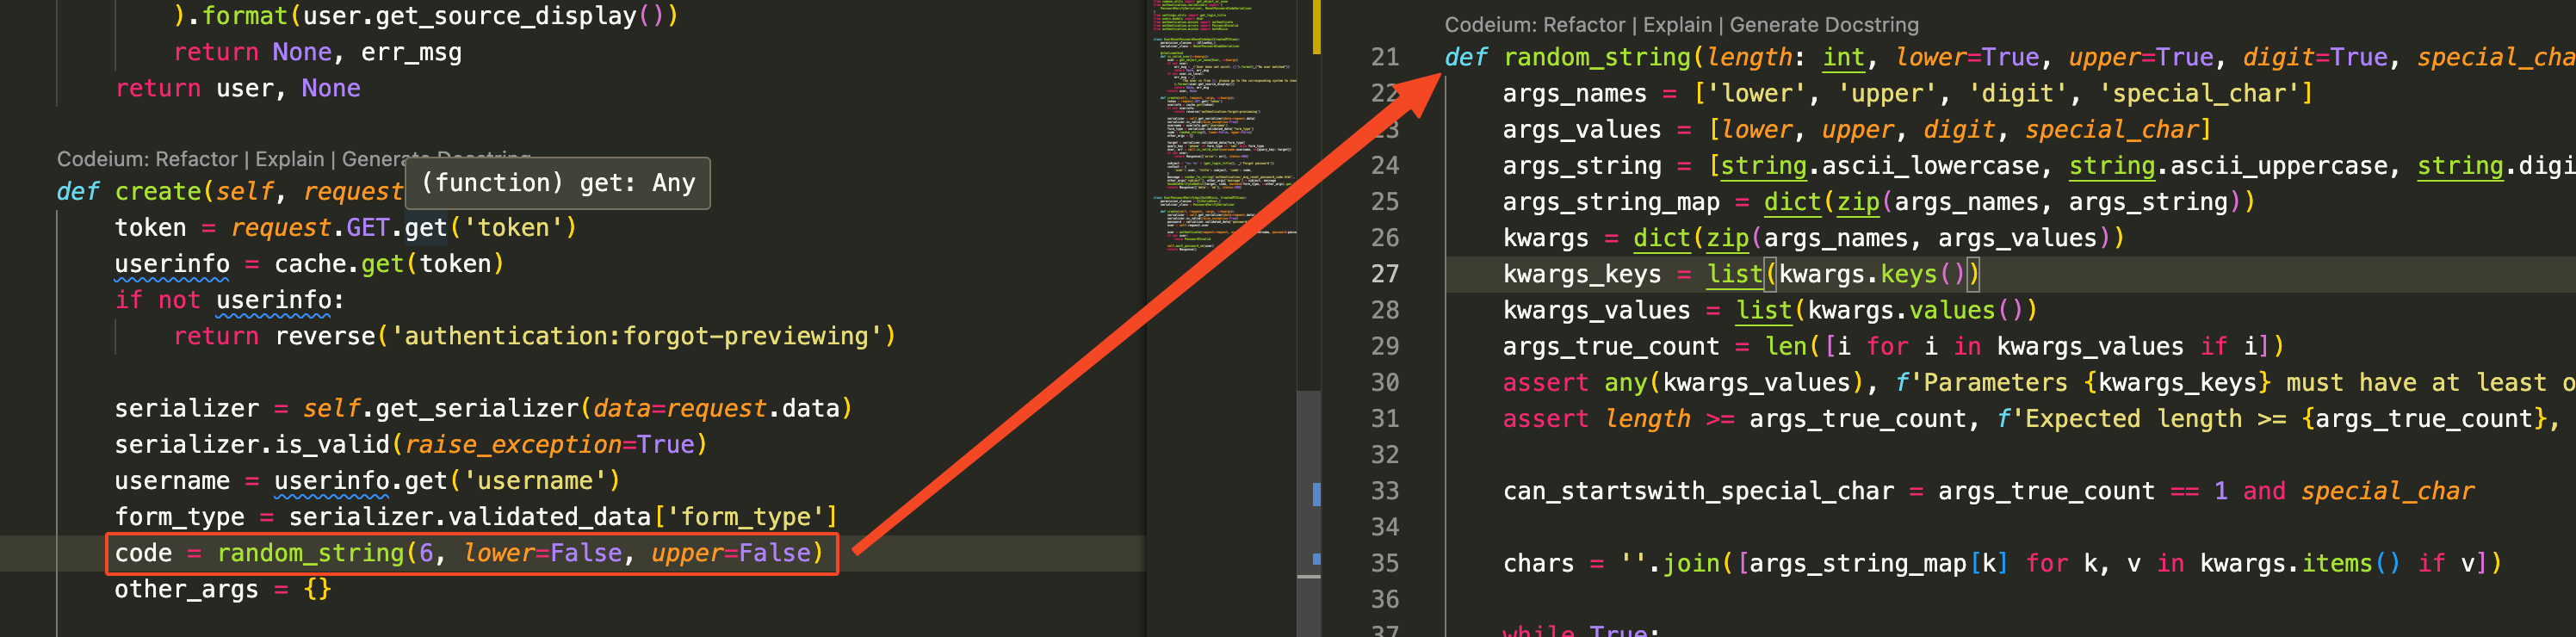 ).format(user.get_source_display())
return None, err_msg
return user, None
Codeium: Refactor | Explain | Generate Docstring
def create(self, request
(function) get: Any
token = request.GET.get('token')
userinfo = cache.get(token)
if not userinfo:
return reverse('authentication:forgot-previewing')
serializer = self.get_serializer(data=request.data)
serializer.is_valid(raise_exception=True)
username = userinfo.get('username')
form_type = serializer.validated_data['form_type']
code = random_string(6, lower=False, upper=False)
other_args = {}
Codeium: Refactor | Explain | Generate Docstring
21 def random_string(length: int, lower=True, upper=True, digit=True, special_cha
22 args_names = ['lower', 'upper', 'digit', 'special_char']
23 args_values = [lower, upper, digit, special_char]
24 args_string = [string.ascii_lowercase, string.ascii_uppercase, string.digi
25 args_string_map = dict(zip(args_names, args_string))
26 kwargs = dict(zip(args_names, args_values))
27 kwargs_keys = list(kwargs.keys())
28 kwargs_values = list(kwargs.values())
29 args_true_count = len([i for i in kwargs_values if i])
30 assert any(kwargs_values), f'Parameters {kwargs_keys} must have at least o
31 assert length >= args_true_count, f'Expected length >= {args_true_count},
32
33 can_startswith_special_char = args_true_count == 1 and special_char
34
35 chars = ''.join([args_string_map[k] for k, v in kwargs.items() if v])
36
37 while True: